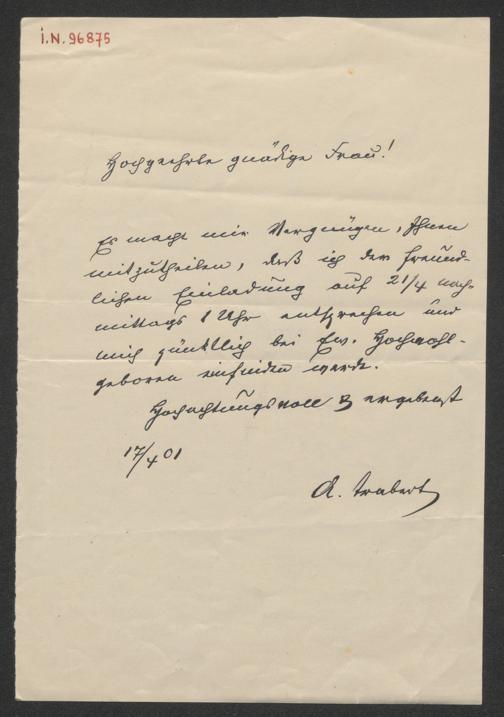 I.N. 96875
Hochgeehrte gnädige Frau!
Es macht mir Vergnügen, Ihnen
mitzutheilen, daß ich der freund-
lichen Einladung auf 21/4 nach-
mittags 1 Uhr entsprechen und
mich pünktlich bei Ew. Hochwohl-
geboren einfinden werde.
Hochachtungsvoll ergebenst
17/4 01
A. Trabert